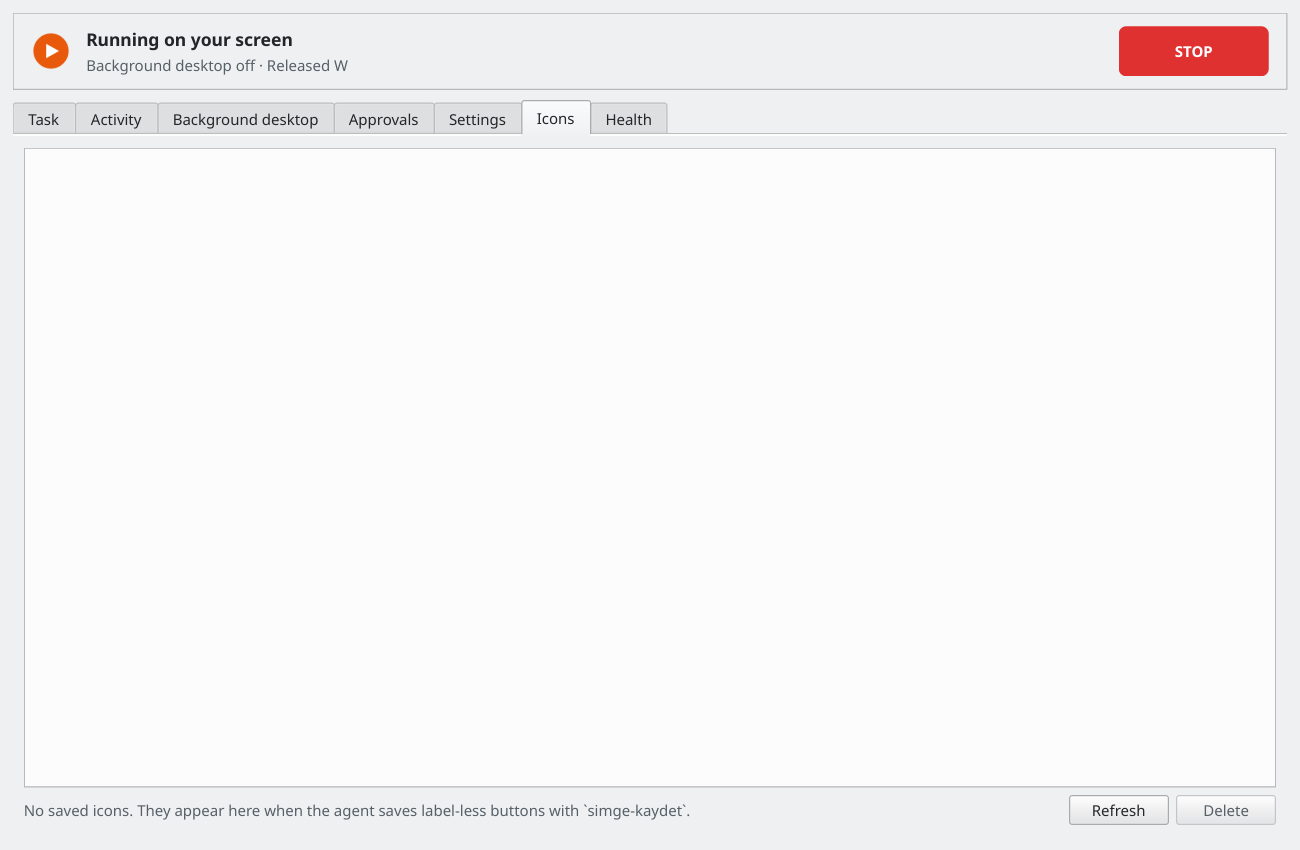 Running on your screen
Background desktop off · Released W
STOP
Task
Activity
Background desktop
Approvals
Settings
Icons
Health
No saved icons. They appear here when the agent saves label-less buttons with `simge-kaydet`.
Refresh
Delete